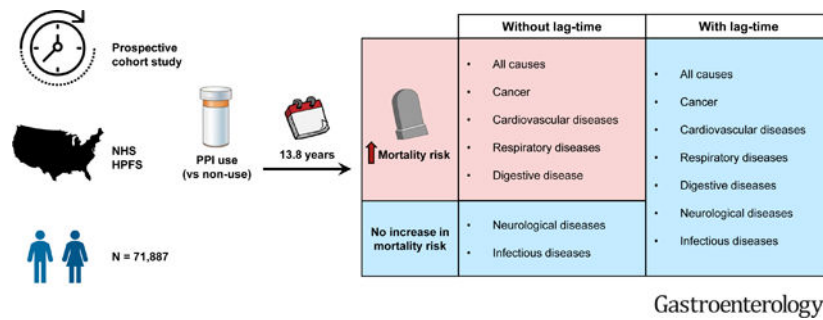 Prospective
cohort study
NHS
HPFS
N = 71,887
PPI use
(vs non-use)
13.8 years
Without lag-time
With lag-time
Mortality risk
• All causes
• Cancer
• Cardiovascular diseases
• Respiratory diseases
• Digestive disease
No increase in
mortality risk
• Neurological diseases
• Infectious diseases
• All causes
• Cancer
• Cardiovascular diseases
• Respiratory diseases
• Digestive diseases
• Neurological diseases
• Infectious diseases
Gastroenterology